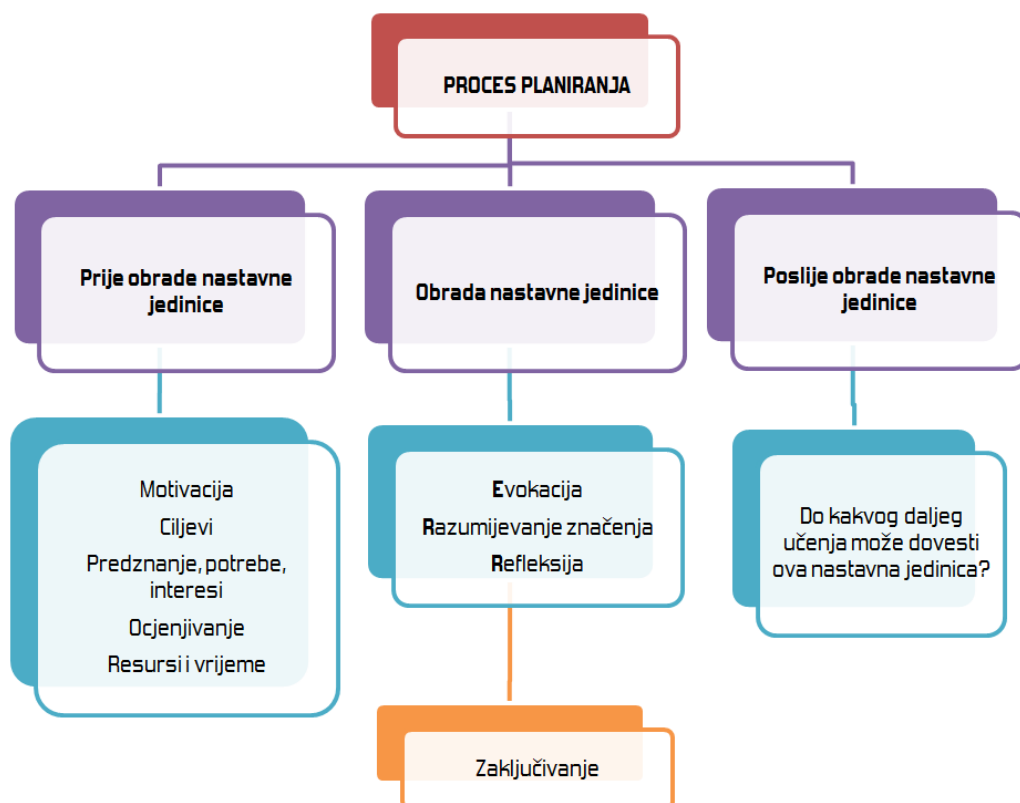 PROCES PLANIRANJA
Prije obrade nastavne
jedinice
Obrada nastavne jedinice
Poslije obrade nastavne
jedinice
Motivacija
Ciljevi
Predznanje, potrebe,
interesi
Ocjenjivanje
Resursi i vrijeme
Evokacija
Razumijevanje značenja
Refleksija
Do kakvog daljeg
učenja može dovesti
ova nastavna jedinica?
Zaključivanje